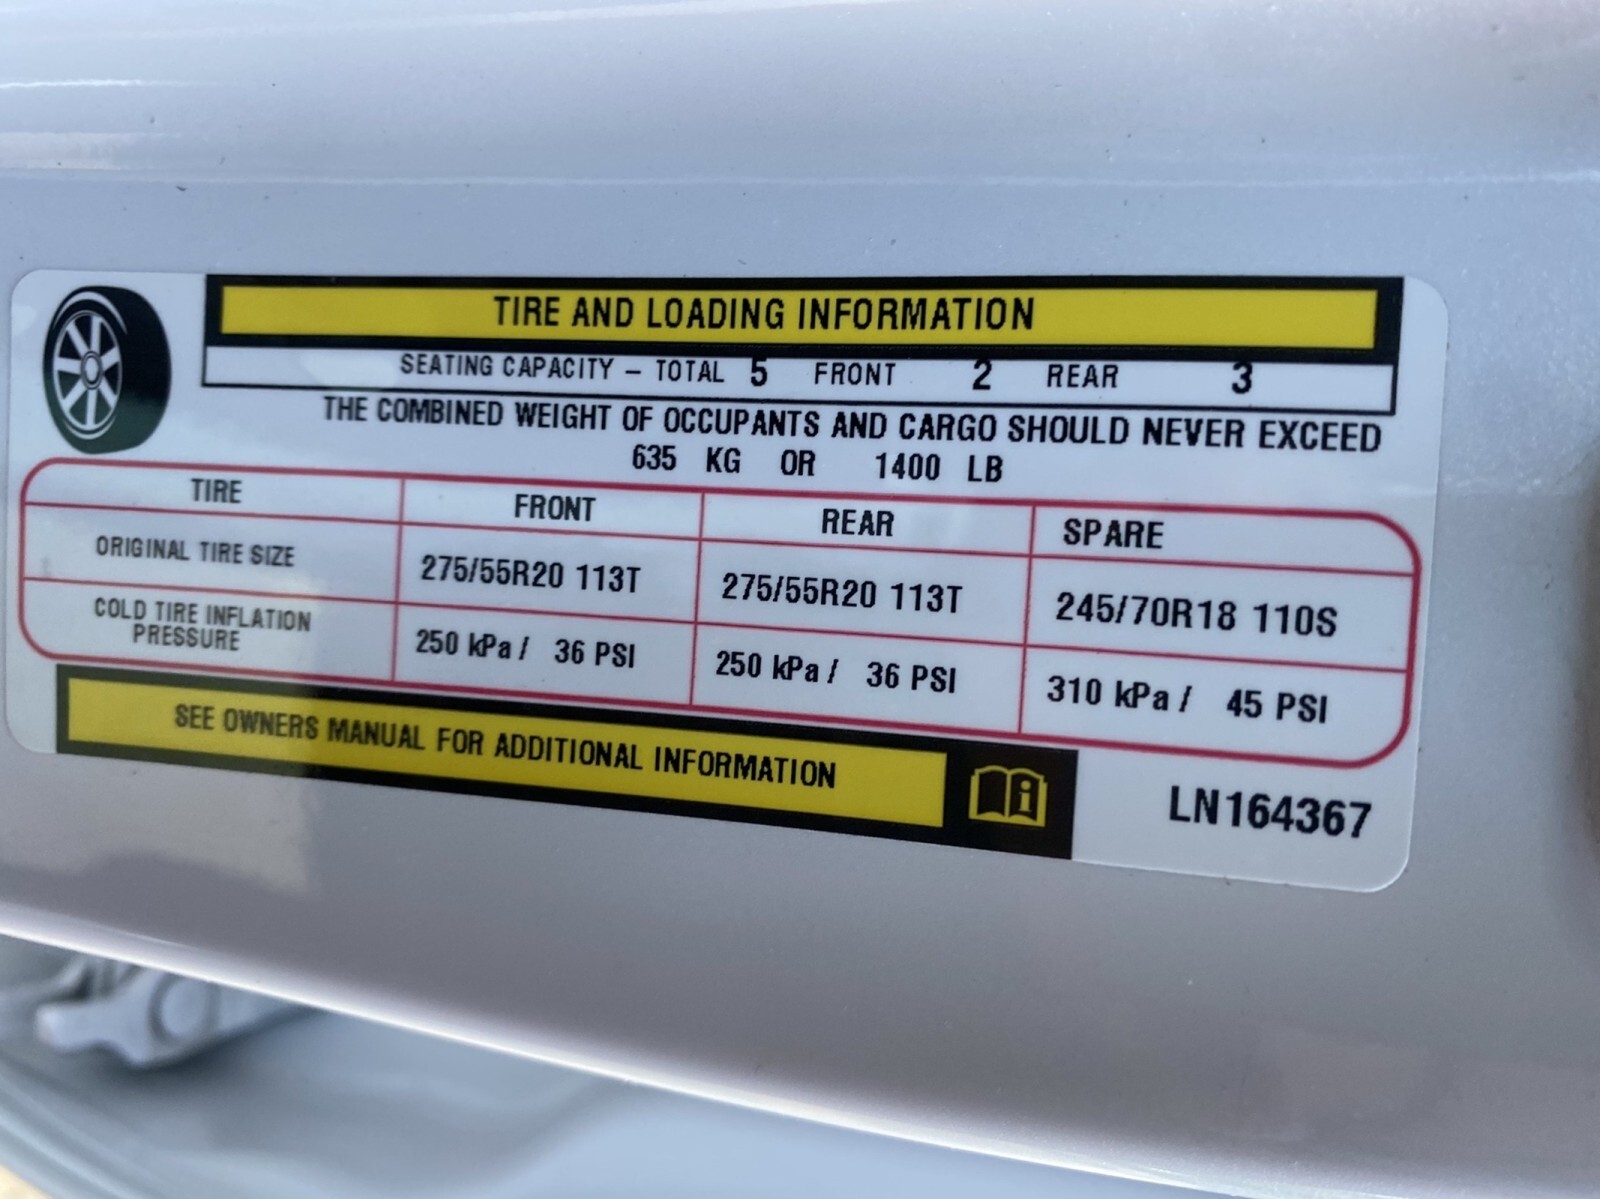 TIRE AND LOADING INFORMATION
SEATING CAPACITY – TOTAL 5 FRONT 2 REAR 3
THE COMBINED WEIGHT OF OCCUPANTS AND CARGO SHOULD NEVER EXCEED
635 KG OR 1400 LB
TIRE FRONT REAR SPARE
ORIGINAL TIRE SIZE 275/55R20 113T 275/55R20 113T 245/70R18 110S
COLD TIRE INFLATION
PRESSURE 250 kPa / 36 PSI 250 kPa / 36 PSI 310 kPa / 45 PSI
SEE OWNERS MANUAL FOR ADDITIONAL INFORMATION
LN164367